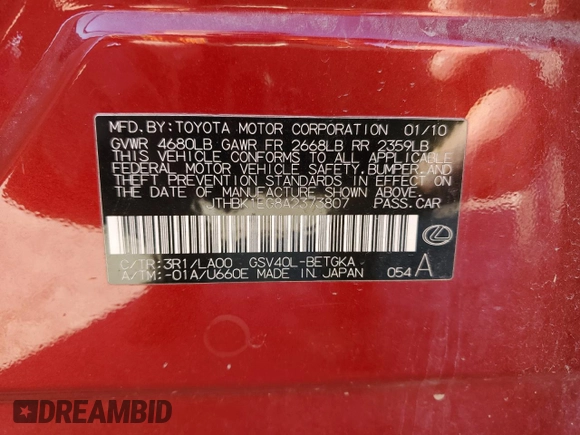 MFD.BY:TOYOTA MOTOR CORPORATION 01/10
GVWR 4680LB GAWR FR 2668LB RR 2359LB
THIS VEHICLE CONFORMS TO ALL APPLICABLE
FEDERAL MOTOR VEHICLE SAFETY,BUMPER,AND
THEFT PREVENTION STANDARDS IN EFFECT ON
THE DATE OF MANUFACTURE SHOWN ABOVE.
JTHBK1EG8A2373807 PASS.CAR
C/TR:3R1/LA00 GSV40L-BETGKA
A/TM:-01A/U660E MADE IN JAPAN 054 A
DREAMBID